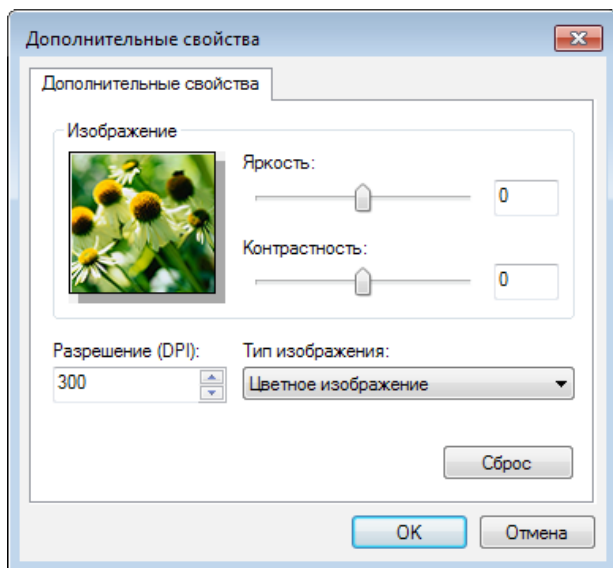 Дополнительные свойства
Дополнительные свойства
Изображение
Яркость:
0
Контрастность:
0
Разрешение (DPI): Тип изображения:
300 Цветное изображение
Сброс
OK Отмена